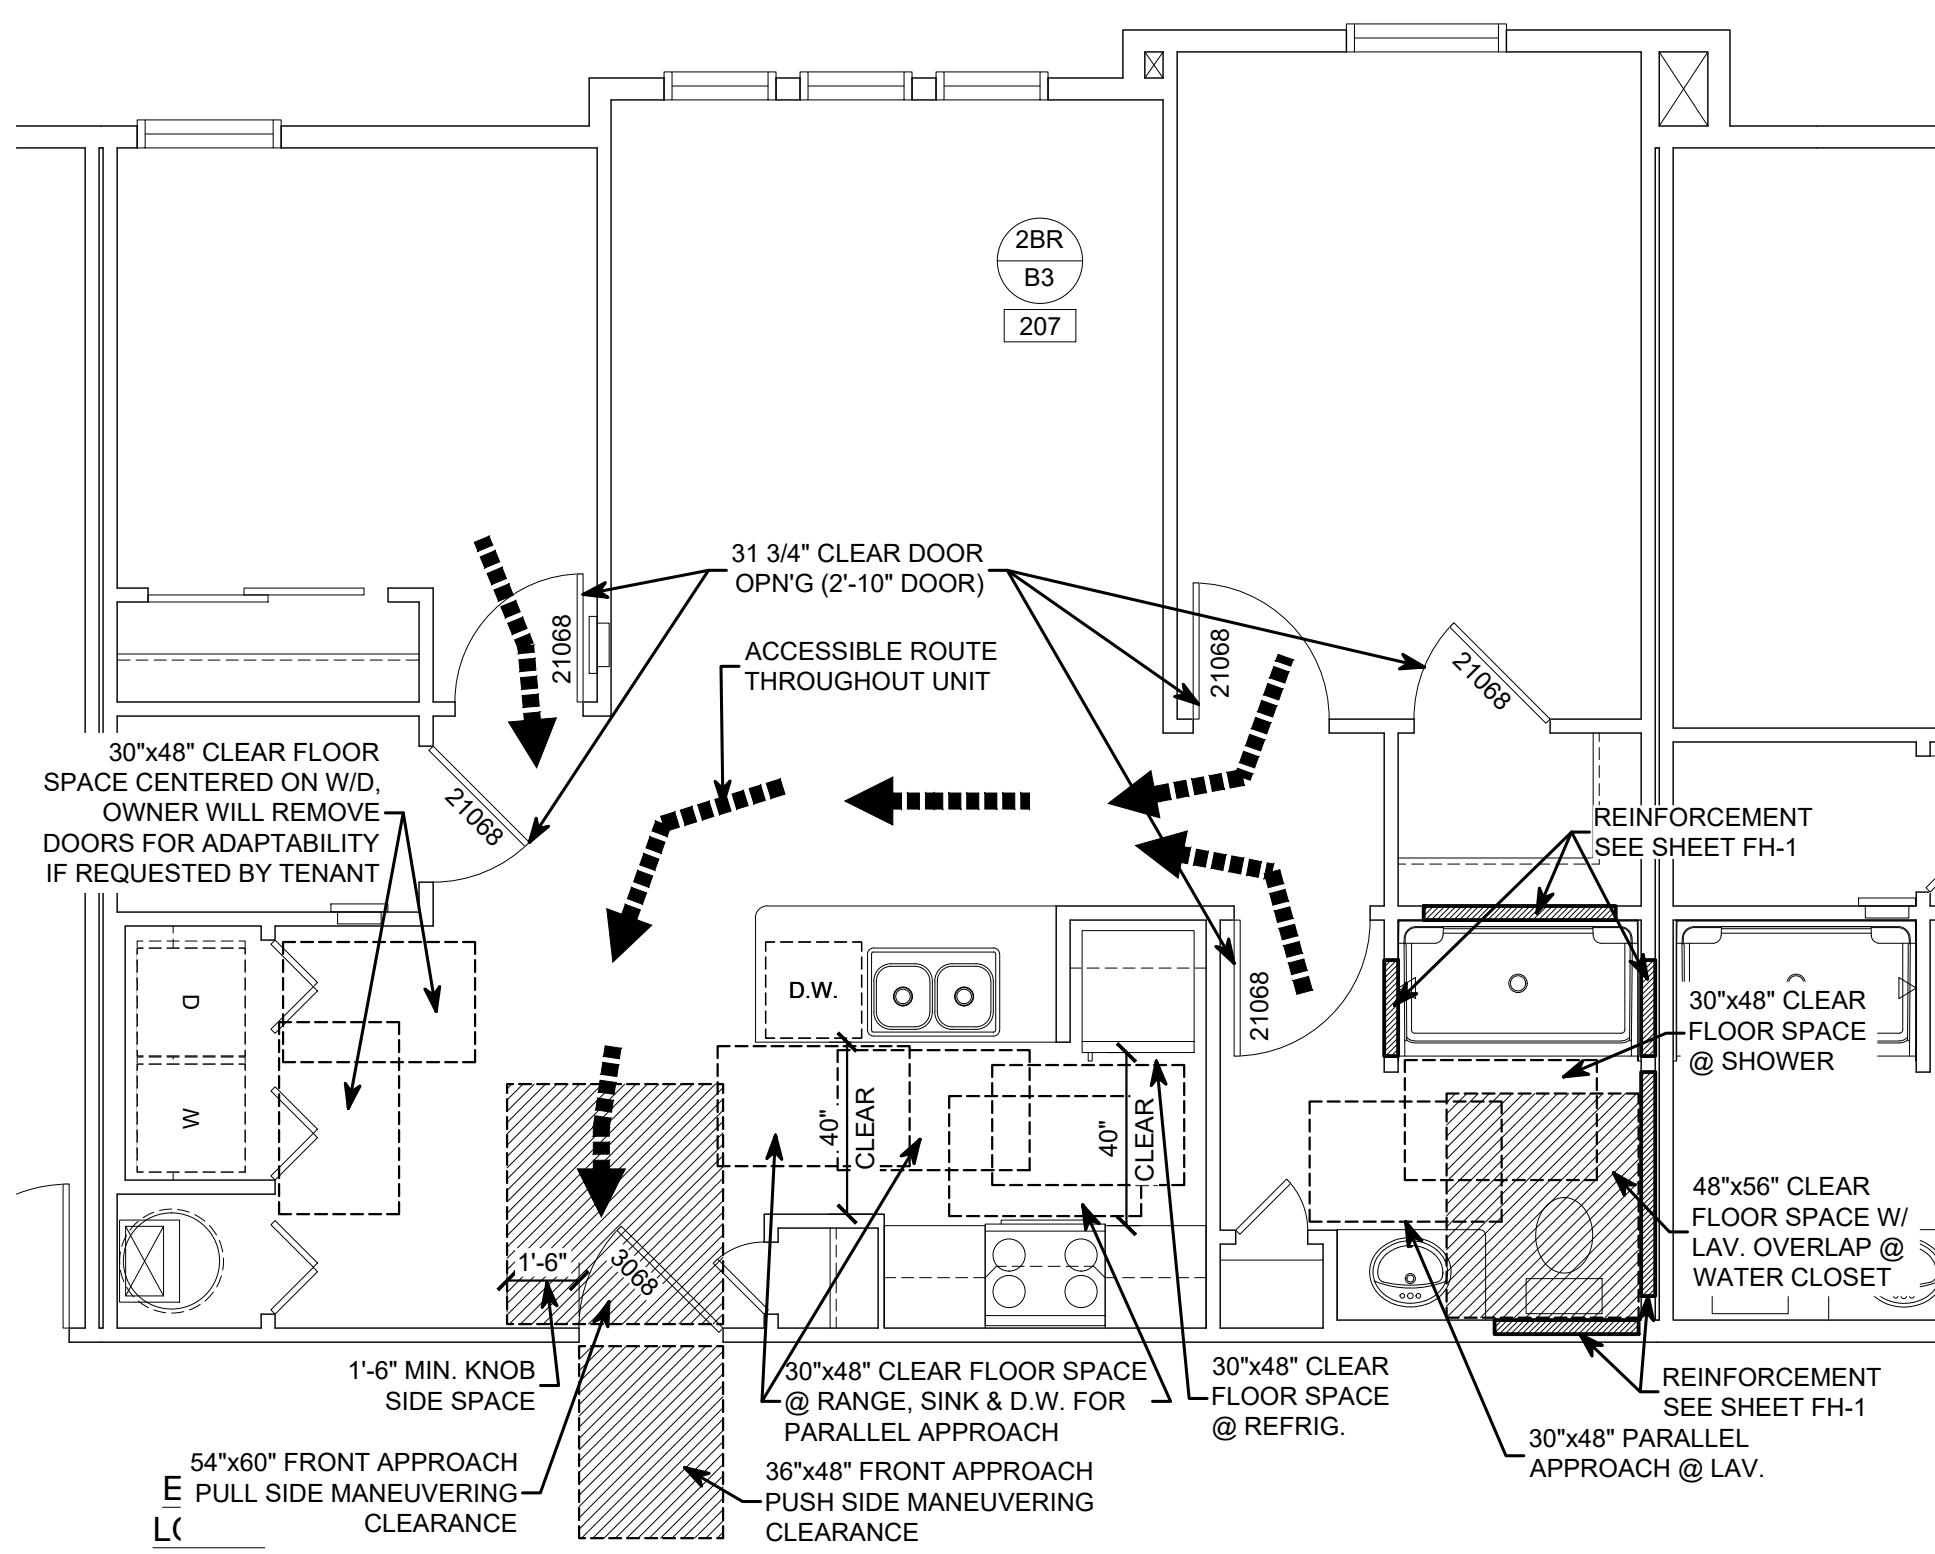 2BR
B3
207
31 3/4" CLEAR DOOR
OPN'G (2'-10" DOOR)
21068
21068
21068
ACCESSIBLE ROUTE
THROUGHOUT UNIT
30"x48" CLEAR FLOOR
SPACE CENTERED ON W/D,
OWNER WILL REMOVE
DOORS FOR ADAPTABILITY
IF REQUESTED BY TENANT
21068
REINFORCEMENT
SEE SHEET FH-1
D
W
D.W.
21068
30"x48" CLEAR
FLOOR SPACE
@ SHOWER
40"
CLEAR
40"
CLEAR
48"x56" CLEAR
FLOOR SPACE W/
LAV. OVERLAP @
WATER CLOSET
1'-6"
3068
1'-6" MIN. KNOB
SIDE SPACE
30"x48" CLEAR FLOOR SPACE
@ RANGE, SINK & D.W. FOR
PARALLEL APPROACH
30"x48" CLEAR
FLOOR SPACE
@ REFRIG.
REINFORCEMENT
SEE SHEET FH-1
30"x48" PARALLEL
APPROACH @ LAV.
54"x60" FRONT APPROACH
PULL SIDE MANEUVERING
CLEARANCE
36"x48" FRONT APPROACH
PUSH SIDE MANEUVERING
CLEARANCE